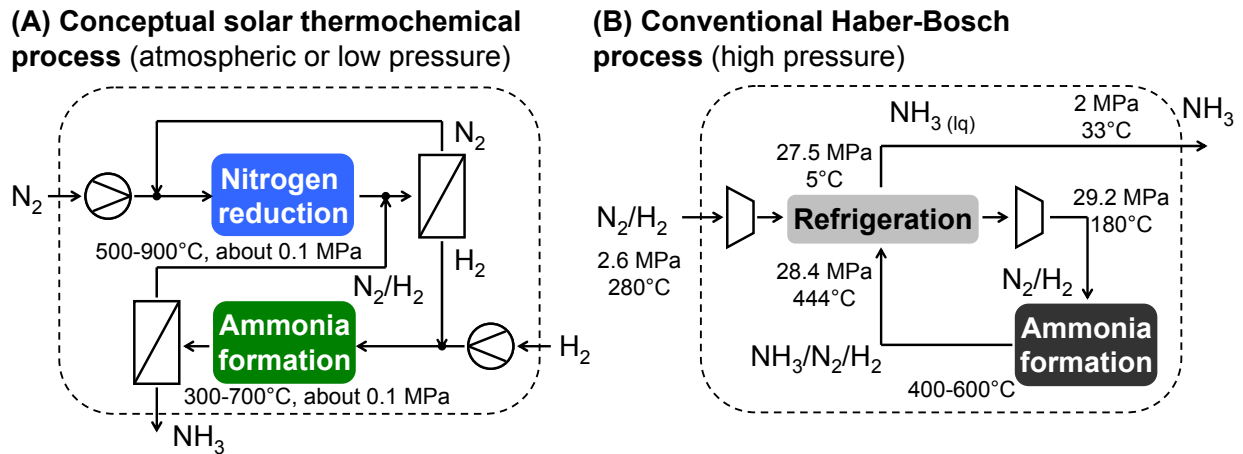 (A) Conceptual solar thermochemical
process (atmospheric or low pressure)
N₂
N₂
Nitrogen
reduction
500-900°C, about 0.1 MPa
N₂/H₂
H₂
Ammonia
formation
H₂
300-700°C, about 0.1 MPa
NH₃
(B) Conventional Haber-Bosch
process (high pressure)
NH₃ (lq)
2 MPa
33°C
NH₃
27.5 MPa
5°C
N₂/H₂
2.6 MPa
280°C
Refrigeration
29.2 MPa
180°C
28.4 MPa
444°C
N₂/H₂
Ammonia
formation
NH₃/N₂/H₂
400-600°C